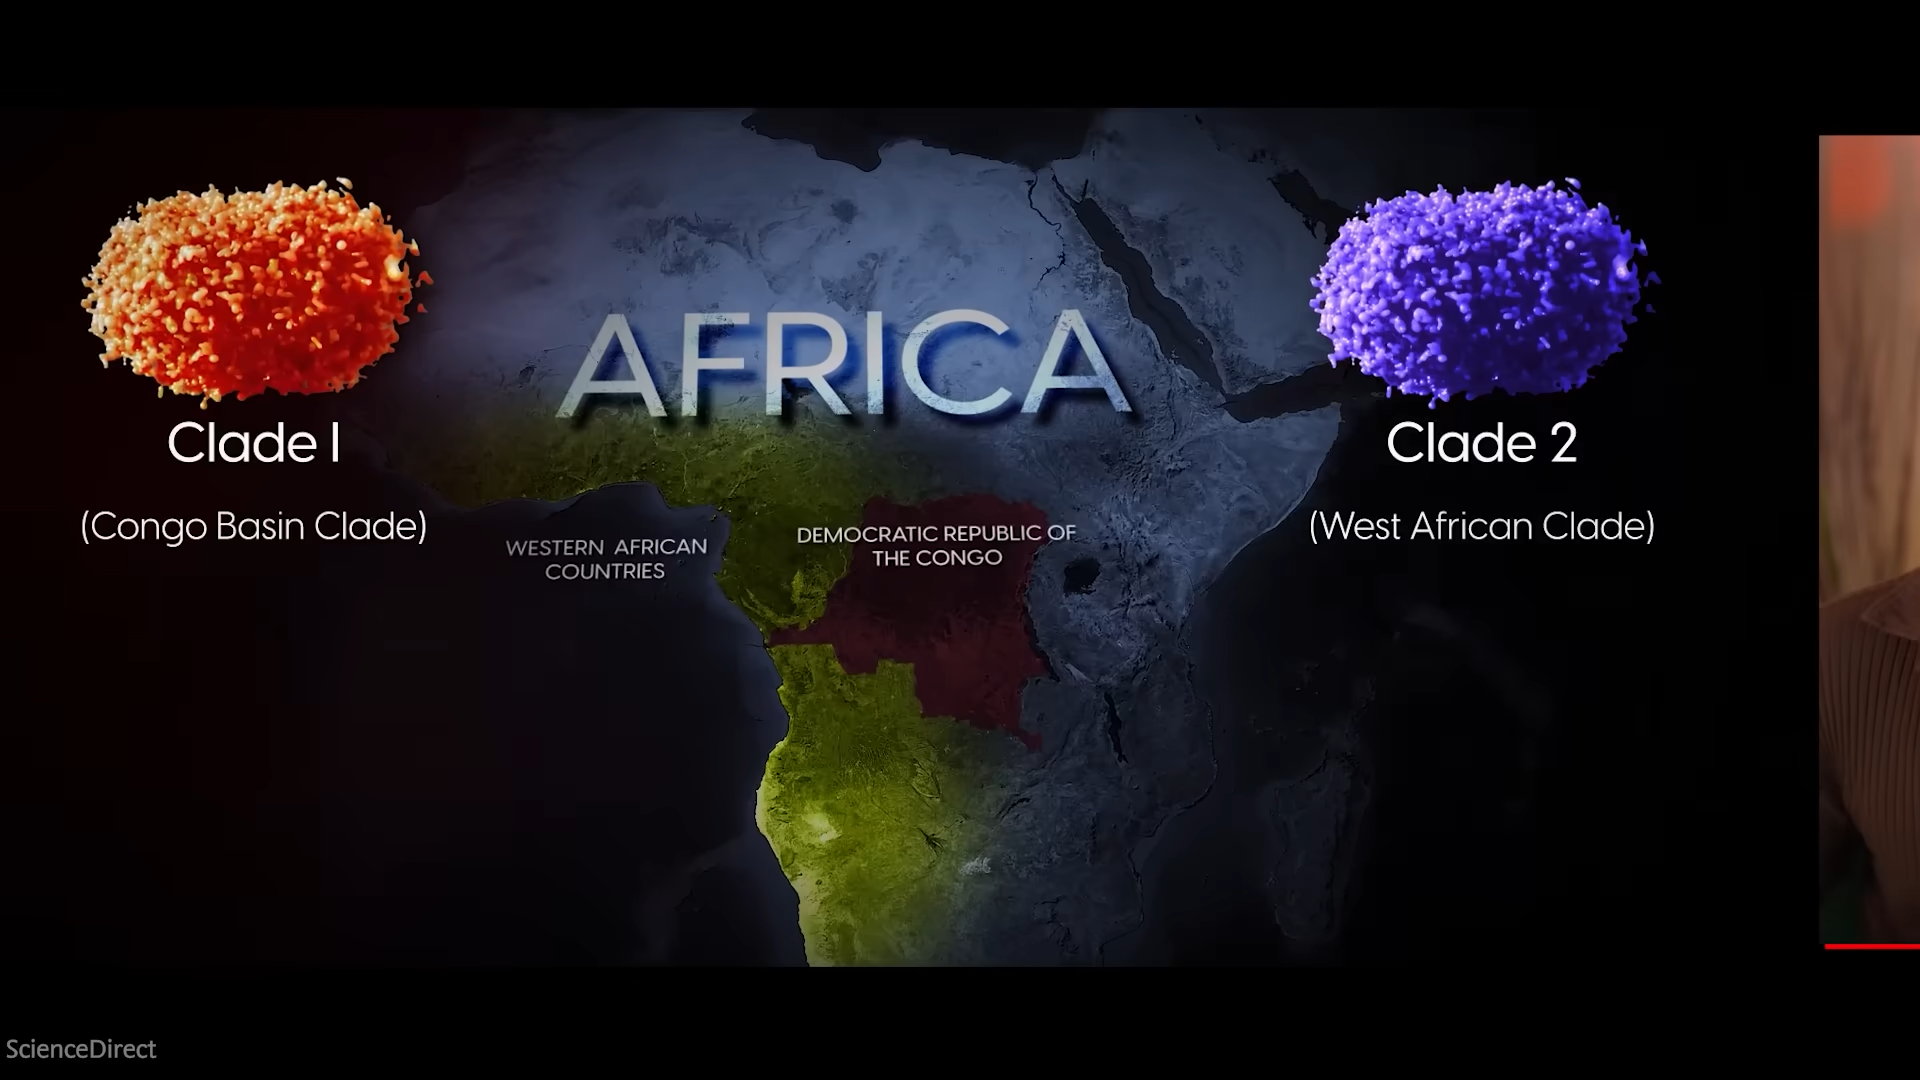 AFRICA
Clade 1
(Congo Basin Clade)
WESTERN AFRICAN
COUNTRIES
DEMOCRATIC REPUBLIC OF
THE CONGO
Clade 2
(West African Clade)
ScienceDirect